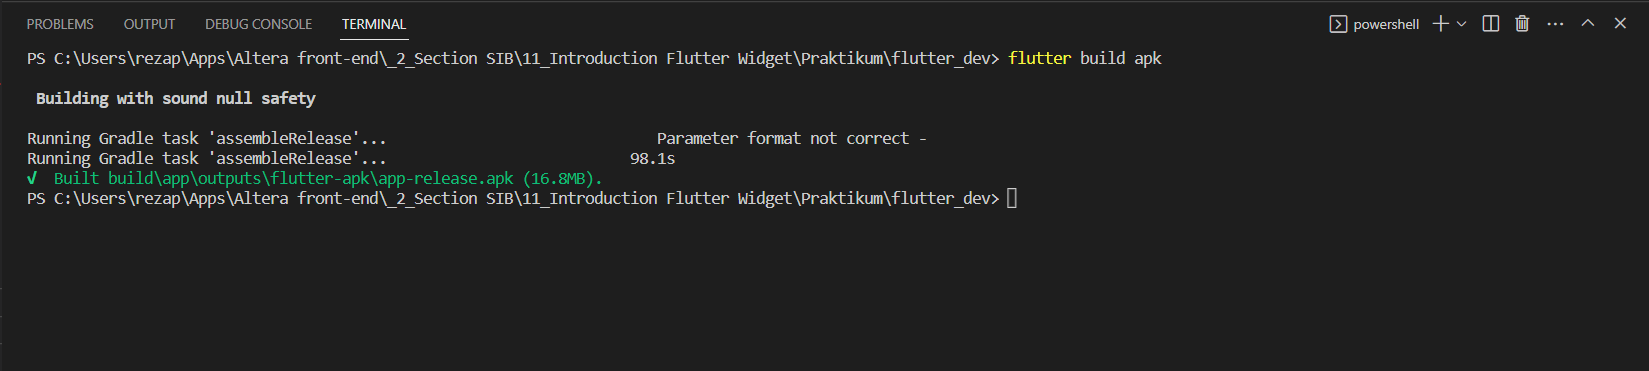 PROBLEMS OUTPUT DEBUG CONSOLE TERMINAL powershell
PS C:\Users\rezap\Apps\Altera front-end\_2_Section SIB\11_Introduction Flutter Widget\Praktikum\flutter_dev> flutter build apk
Building with sound null safety
Running Gradle task 'assembleRelease'... Parameter format not correct -
Running Gradle task 'assembleRelease'... 98.1s
√ Built build\app\outputs\flutter-apk\app-release.apk (16.8MB).
PS C:\Users\rezap\Apps\Altera front-end\_2_Section SIB\11_Introduction Flutter Widget\Praktikum\flutter_dev>